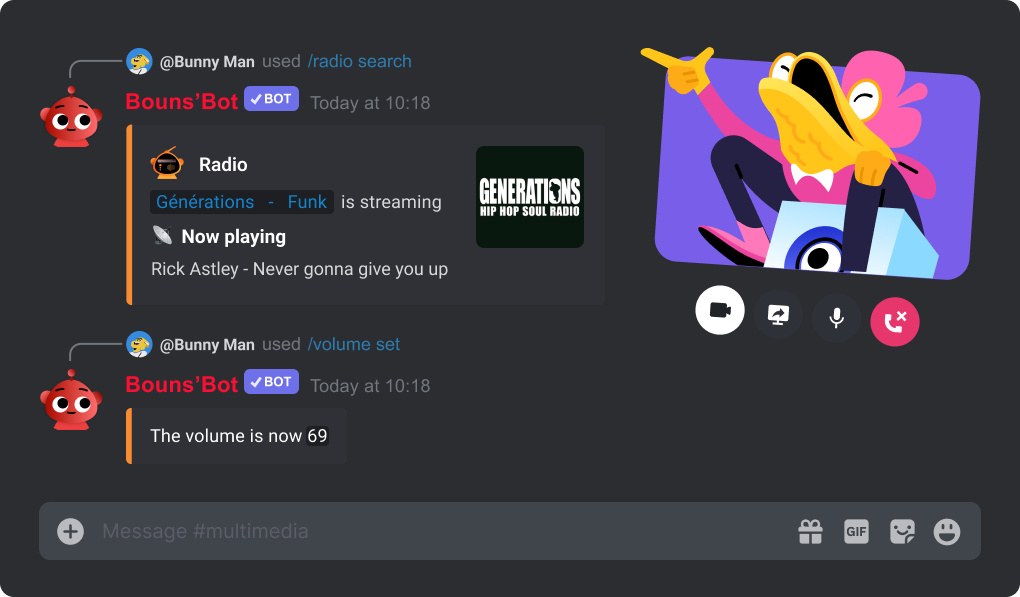 @Bunny Man used /radio search
Bouns’Bot ✓BOT Today at 10:18
Radio
Générations - Funk is streaming
Now playing
Rick Astley - Never gonna give you up
GENERATIONS
HIP HOP SOUL RADIO
@Bunny Man used /volume set
Bouns’Bot ✓BOT Today at 10:18
The volume is now 69
Message #multimedia
GIF